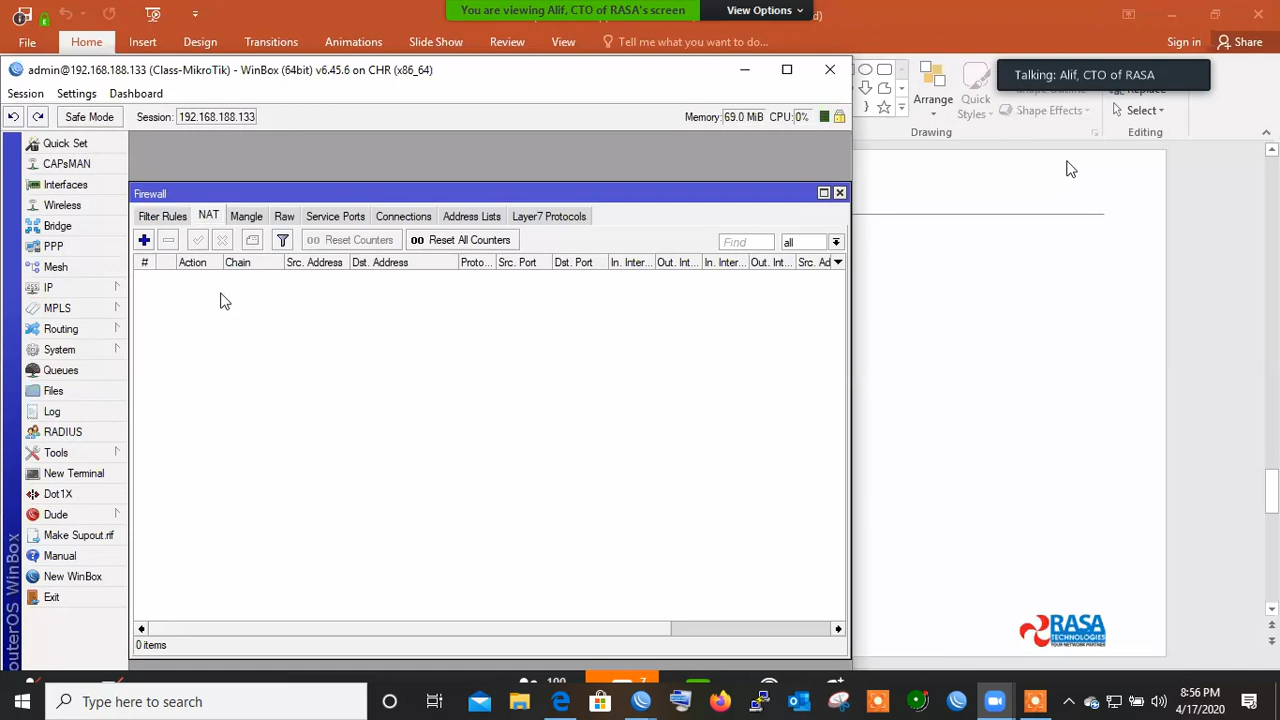 You are viewing Alif, CTO of RASA's screen
View Options
File
Home
Insert
Design
Transitions
Animations
Slide Show
Review
View
Tell me what you want to do...
Sign in
Share
admin@192.168.188.133 (Class-MikroTik) - WinBox (64bit) v6.45.6 on CHR (x86_64)
Talking: Alif, CTO of RASA
Session
Settings
Dashboard
Arrange
Quick
Styles
Shape Effects
Select
Drawing
Editing
Safe Mode
Session:
192.168.188.133
Memory:
69.0 MiB
CPU:
0%
Quick Set
CAPsMAN
Interfaces
Wireless
Bridge
PPP
Mesh
IP
MPLS
Routing
System
Queues
Files
Log
RADIUS
Tools
New Terminal
Dot1X
Dude
Make Supout.rif
Manual
New WinBox
Exit
Firewall
Filter Rules
NAT
Mangle
Raw
Service Ports
Connections
Address Lists
Layer7 Protocols
00 Reset Counters
00 Reset All Counters
Find
all
#
Action
Chain
Src. Address
Dst. Address
Proto...
Src. Port
Dst. Port
In. Inter...
Out. Int...
In. Inter...
Out. Int...
Src. Ad
0 items
RASA
TECHNOLOGIES
YOUR NETWORK PARTNER
Type here to search
8:56 PM
4/17/2020